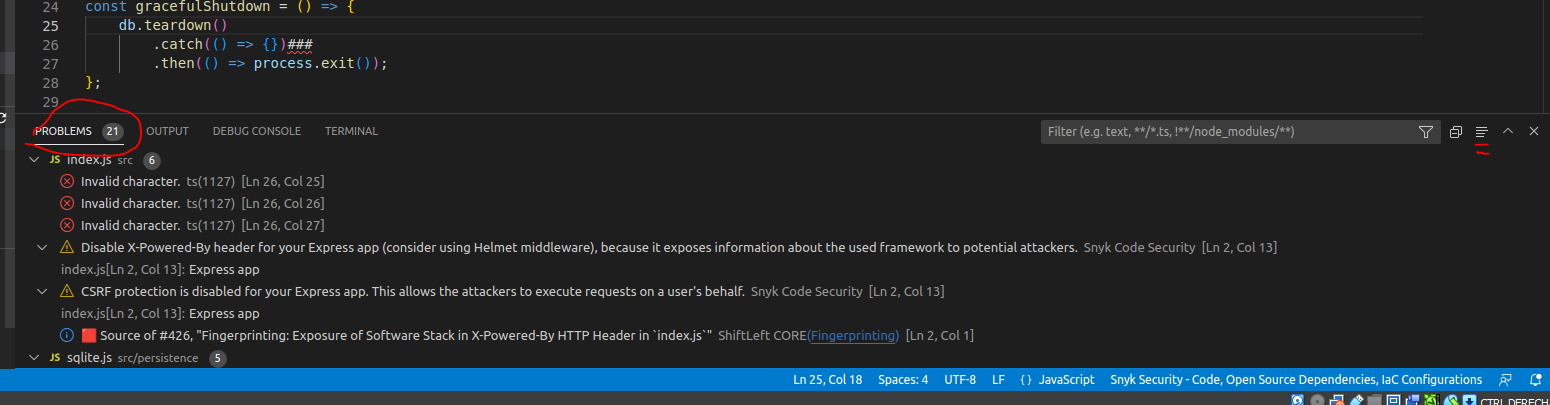 24 const gracefulShutdown = () => {
25 db.teardown()
26 .catch(() => {})###
27 .then(() => process.exit());
28 };
29
PROBLEMS 21 OUTPUT DEBUG CONSOLE TERMINAL Filter (e.g. text, **/*.ts, !**/node_modules/**)
JS index.js src 6
Invalid character. ts(1127) [Ln 26, Col 25]
Invalid character. ts(1127) [Ln 26, Col 26]
Invalid character. ts(1127) [Ln 26, Col 27]
Disable X-Powered-By header for your Express app (consider using Helmet middleware), because it exposes information about the used framework to potential attackers. Snyk Code Security [Ln 2, Col 13]
index.js[Ln 2, Col 13]: Express app
CSRF protection is disabled for your Express app. This allows the attackers to execute requests on a user's behalf. Snyk Code Security [Ln 2, Col 13]
index.js[Ln 2, Col 13]: Express app
Source of #426, "Fingerprinting: Exposure of Software Stack in X-Powered-By HTTP Header in `index.js`" ShiftLeft CORE(Fingerprinting) [Ln 2, Col 1]
JS sqlite.js src/persistence 5
Ln 25, Col 18 Spaces: 4 UTF-8 LF {} JavaScript Snyk Security - Code, Open Source Dependencies, IaC Configurations
CTRL DERECH